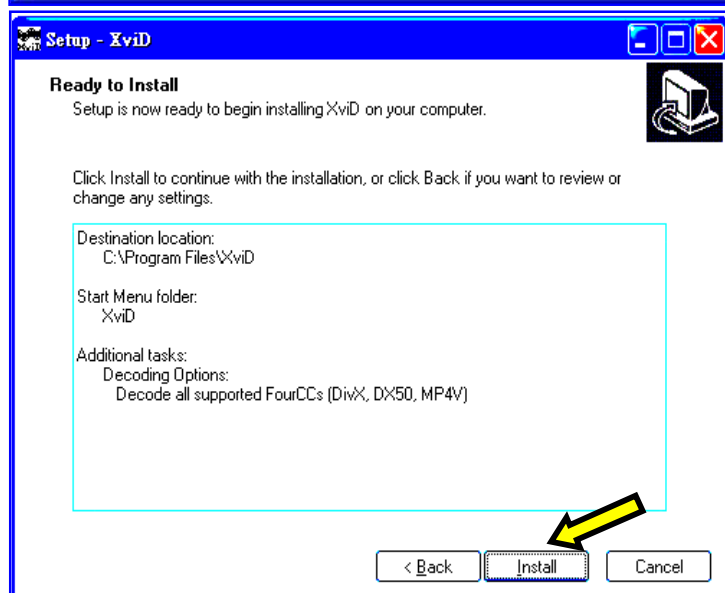 Setup - XviD
Ready to Install
Setup is now ready to begin installing XviD on your computer.
Click Install to continue with the installation, or click Back if you want to review or
change any settings.
Destination location:
C:\Program Files\XviD
Start Menu folder:
XviD
Additional tasks:
Decoding Options:
Decode all supported FourCCs (DivX, DX50, MP4V)
< Back
Install
Cancel